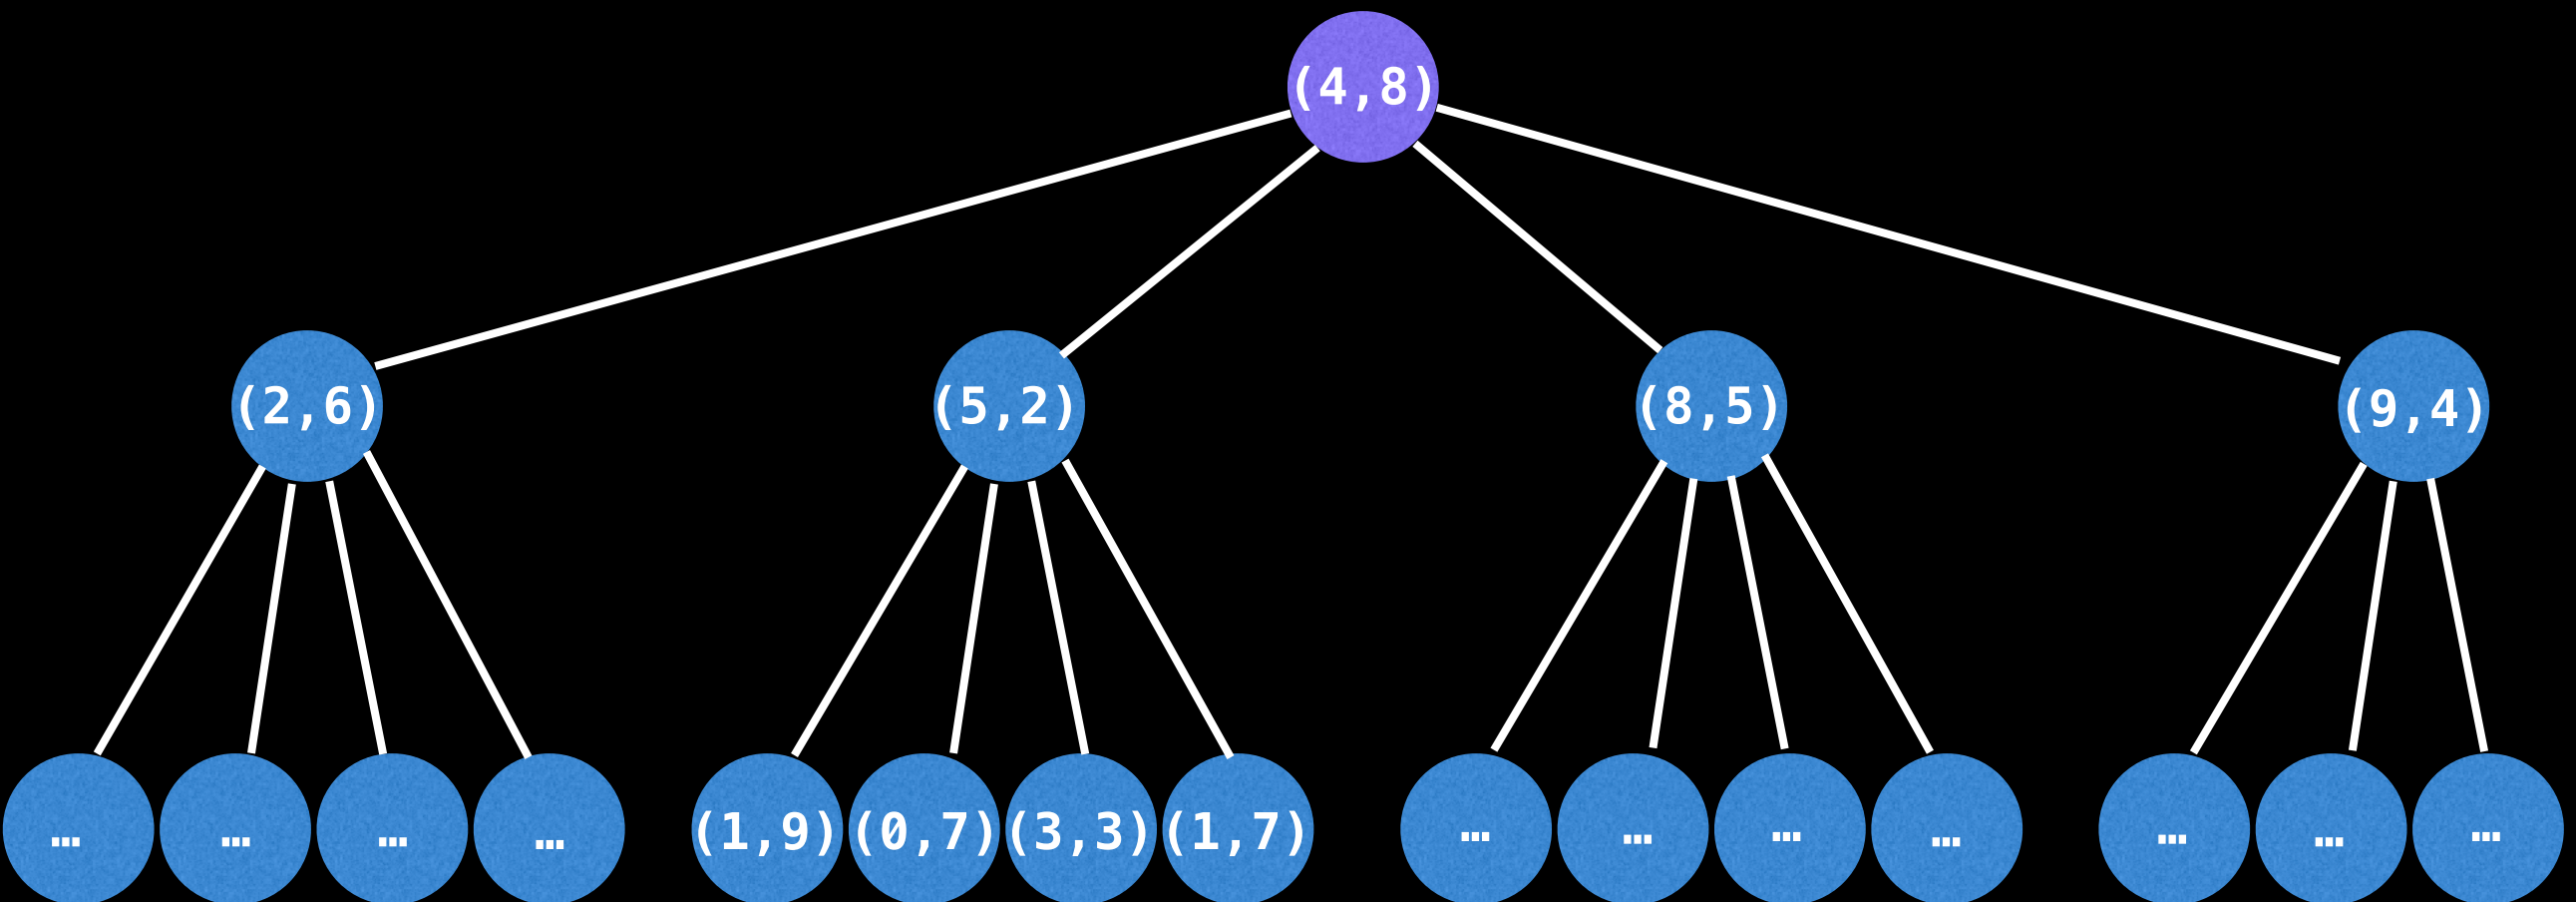 (4,8)
(2,6) (5,2) (8,5) (9,4)
… … … … (1,9) (0,7) (3,3) (1,7) … … … … … … …